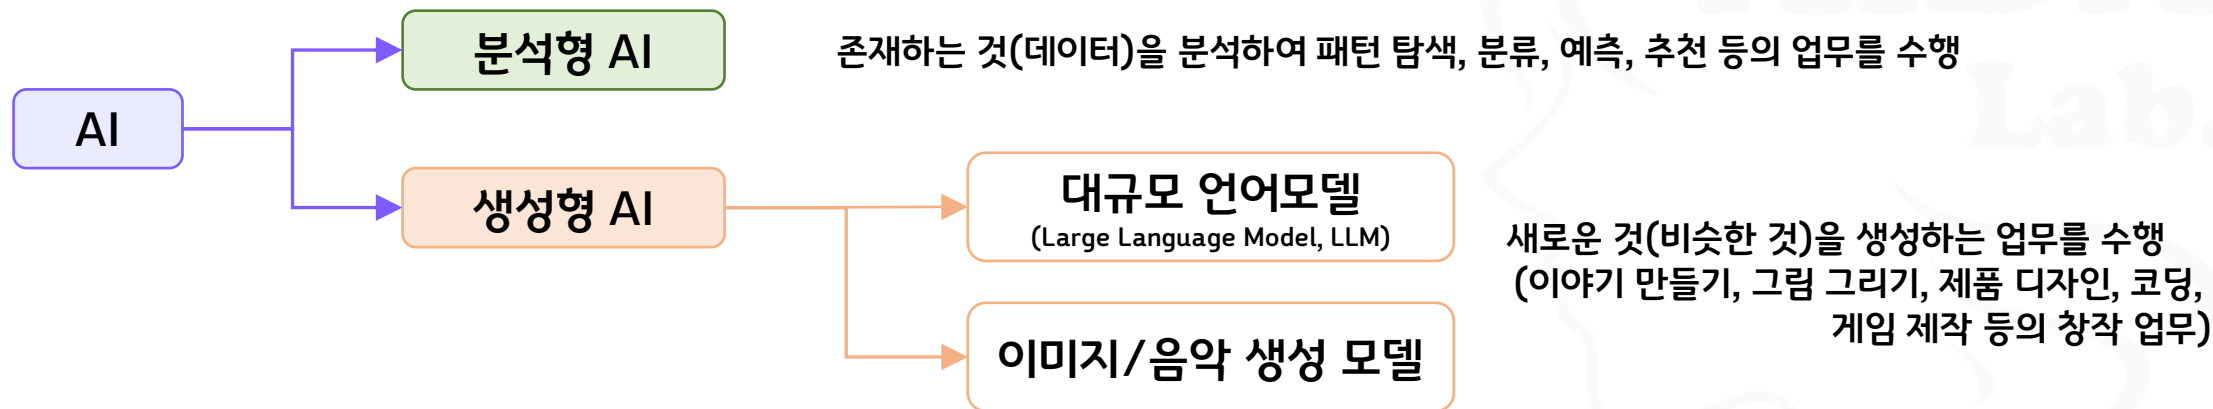 분석형 AI
존재하는 것(데이터)을 분석하여 패턴 탐색, 분류, 예측, 추천 등의 업무를 수행
AI
생성형 AI
대규모 언어모델
(Large Language Model, LLM)
새로운 것(비슷한 것)을 생성하는 업무를 수행
(이야기 만들기, 그림 그리기, 제품 디자인, 코딩,
게임 제작 등의 창작 업무)
이미지/음악 생성 모델
Lab.